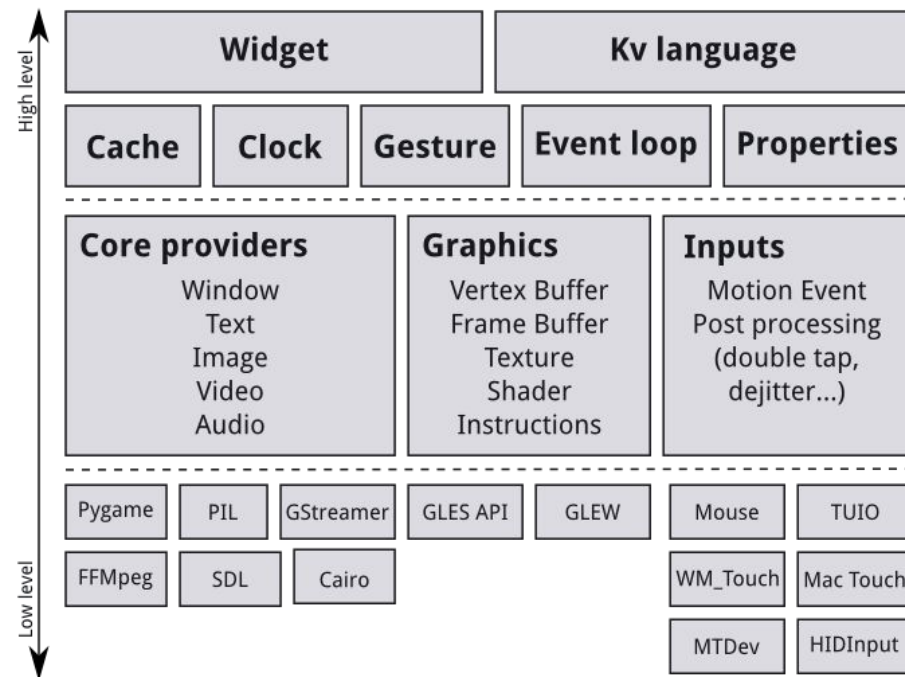 High level
Widget
Kv language
Cache
Clock
Gesture
Event loop
Properties
Core providers
Window
Text
Image
Video
Audio
Graphics
Vertex Buffer
Frame Buffer
Texture
Shader
Instructions
Inputs
Motion Event
Post processing
(double tap,
dejitter...)
Pygame
PIL
GStreamer
GLES API
GLEW
Mouse
TUIO
FFMpeg
SDL
Cairo
WM_Touch
Mac Touch
MTDev
HIDInput
Low level